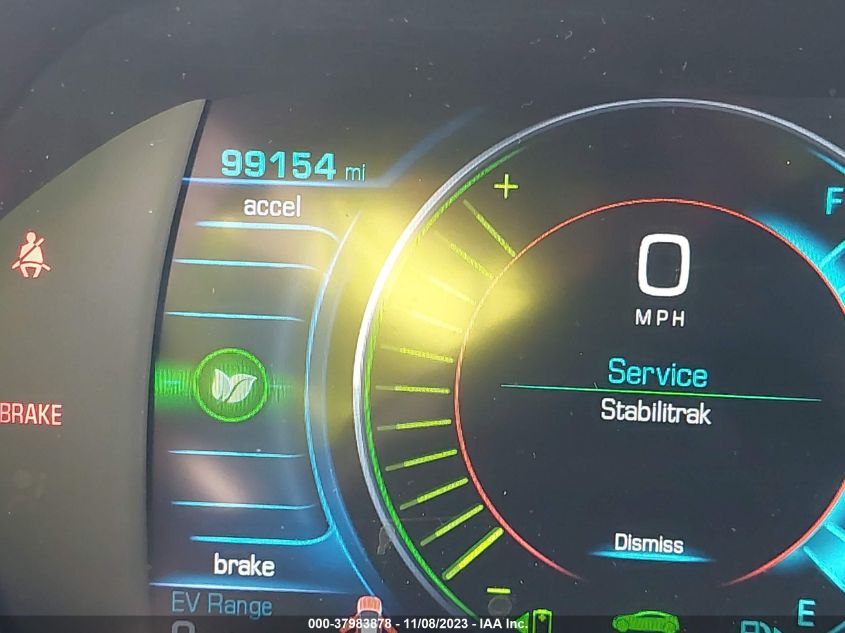 99154 mi
accel
F
+
0
MPH
Service
Stabilitrak
BRAKE
Dismiss
brake
EV Range
E
000-37983878 - 11/08/2023 - IAA Inc.